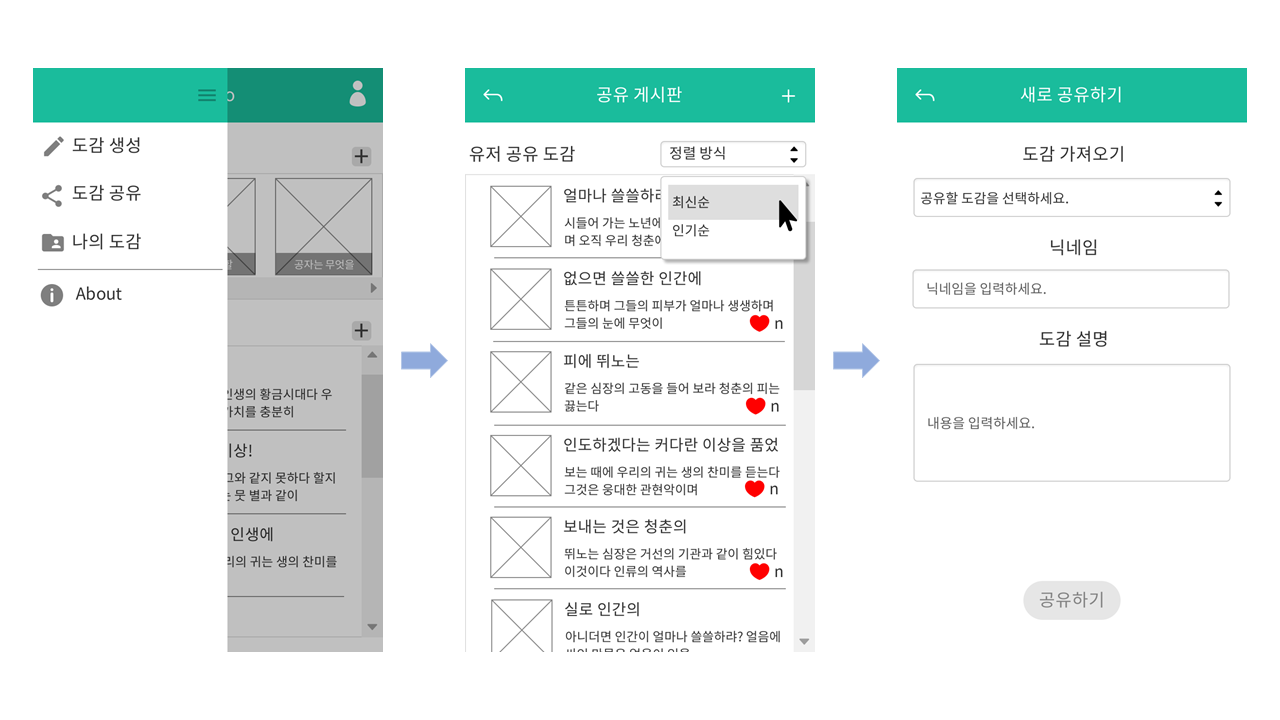 도감 생성
도감 공유
나의 도감
About
공자는 무엇을
인생의 황금시대다 우
가치를 충분히
이상!
그와 같지 못하다 할지
는 뭇 별과 같이
인생에
리의 귀는 생의 찬미를
공유 게시판
유저 공유 도감
정렬 방식
최신순
인기순
얼마나 쓸쓸하랴
시들어 가는 노년에
며 오직 우리 청춘에
없으면 쓸쓸한 인간에
튼튼하며 그들의 피부가 얼마나 생생하며
그들의 눈에 무엇이
n
피에 뛰노는
같은 심장의 고동을 들어 보라 청춘의 피는
끓는다
n
인도하겠다는 커다란 이상을 품었
보는 때에 우리의 귀는 생의 찬미를 듣는다
그것은 웅대한 관현악이며
n
보내는 것은 청춘의
뛰노는 심장은 거선의 기관과 같이 힘있다
이것이다 인류의 역사를
n
실로 인간의
아니더면 인간이 얼마나 쓸쓸하랴? 얼음에
새로 공유하기
도감 가져오기
공유할 도감을 선택하세요.
닉네임
닉네임을 입력하세요.
도감 설명
내용을 입력하세요.
공유하기